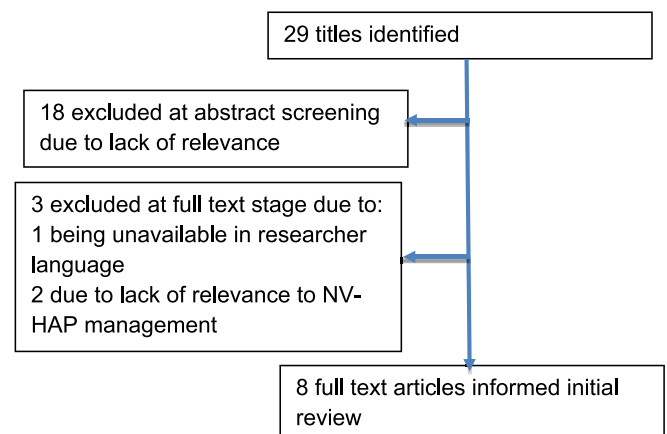 29 titles identified
18 excluded at abstract screening
due to lack of relevance
3 excluded at full text stage due to:
1 being unavailable in researcher
language
2 due to lack of relevance to NV-
HAP management
8 full text articles informed initial
review